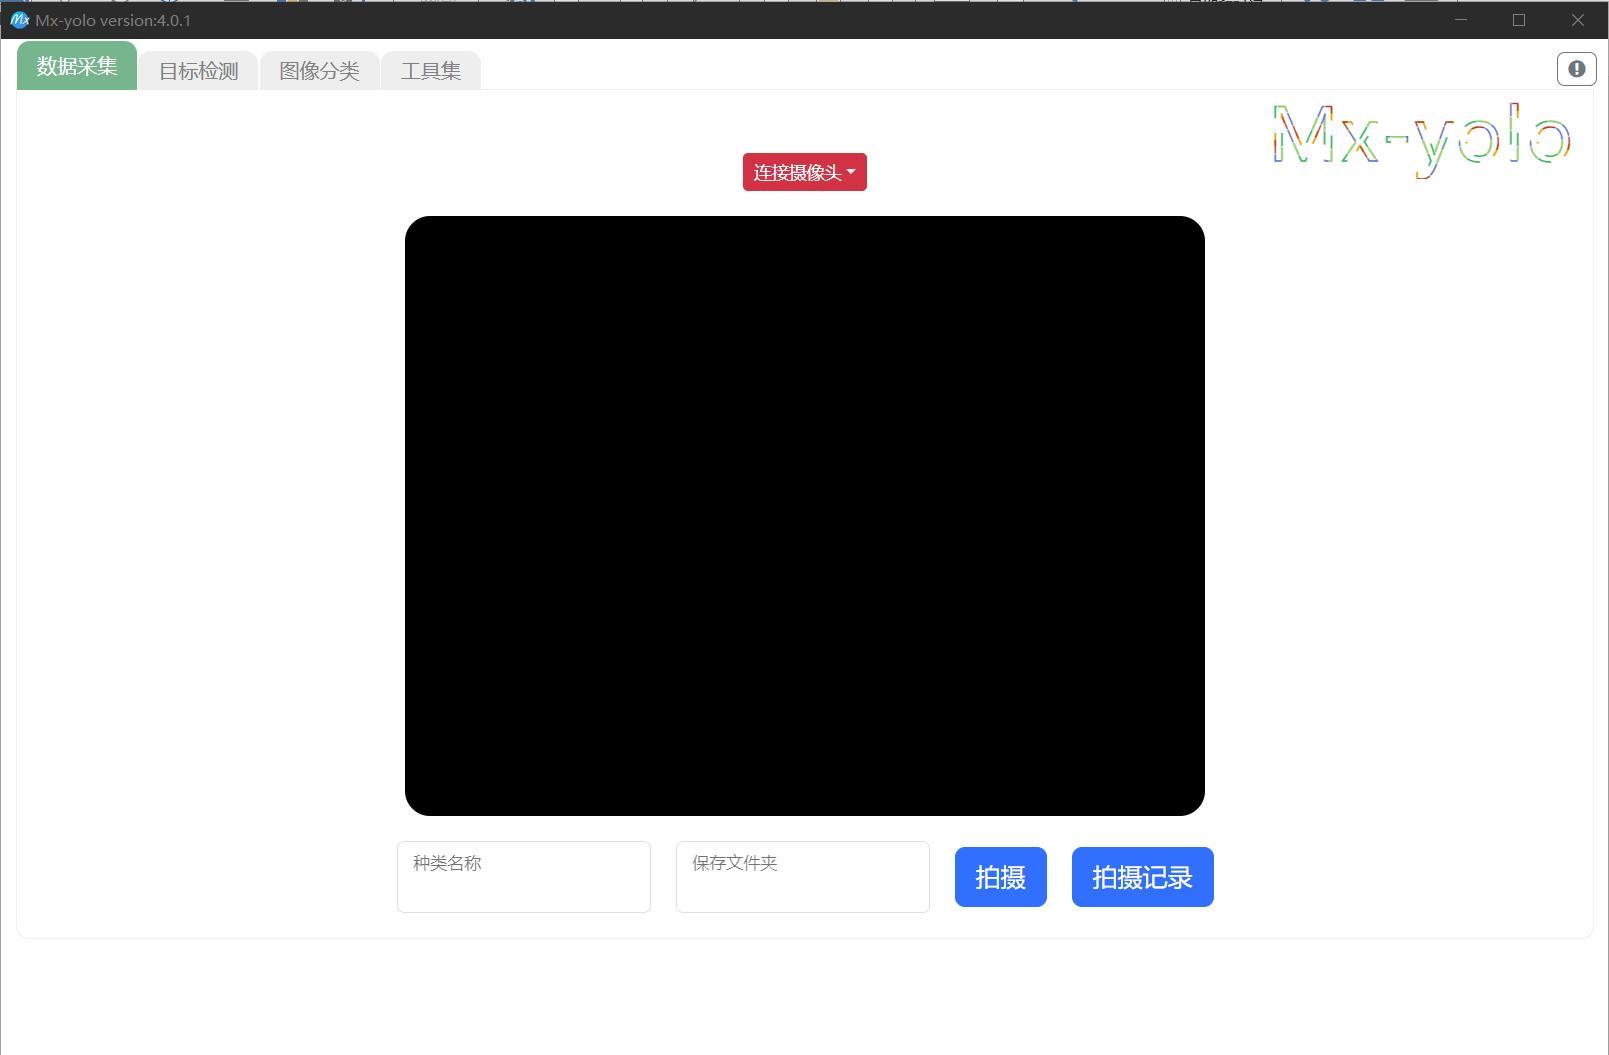 Mx-yolo version:4.0.1
数据采集
目标检测
图像分类
工具集
Mx-yolo
连接摄像头
种类名称
保存文件夹
拍摄
拍摄记录